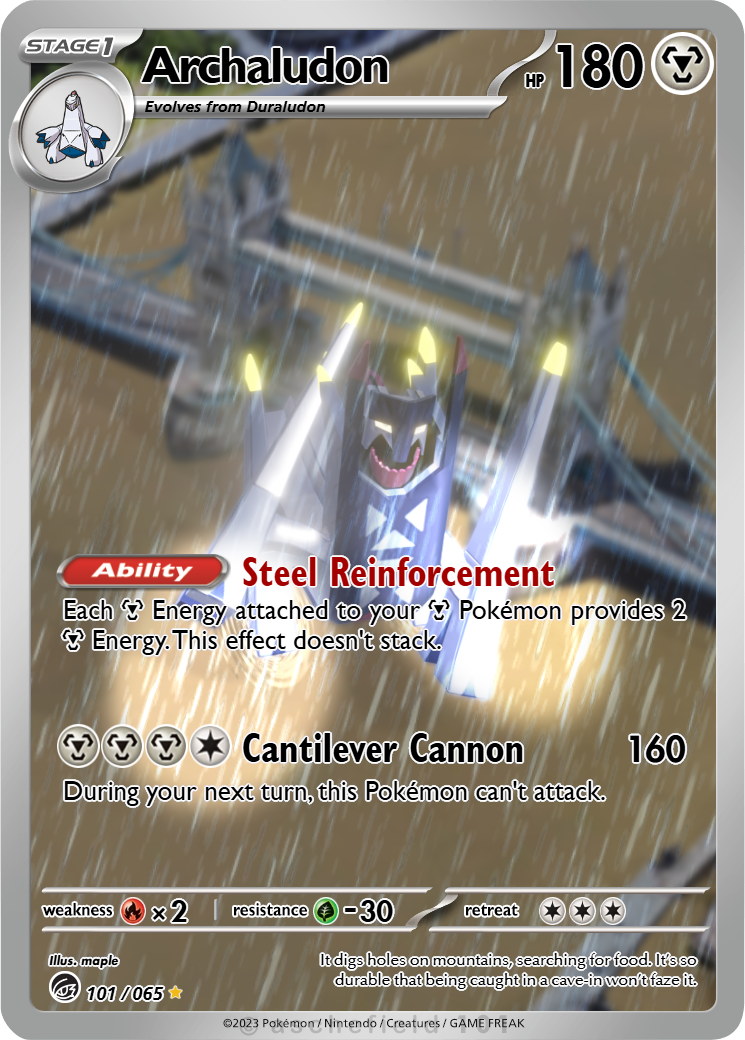 STAGE1
Archaludon
HP 180
Evolves from Duraludon
Ability Steel Reinforcement
Each Energy attached to your Pokémon provides 2
Energy. This effect doesn't stack.
Cantilever Cannon 160
During your next turn, this Pokémon can't attack.
weakness ×2 resistance -30 retreat
Illus. maple
It digs holes on mountains, searching for food. It's so
durable that being caught in a cave-in won't faze it.
101 / 065
©2023 Pokémon / Nintendo / Creatures / GAME FREAK